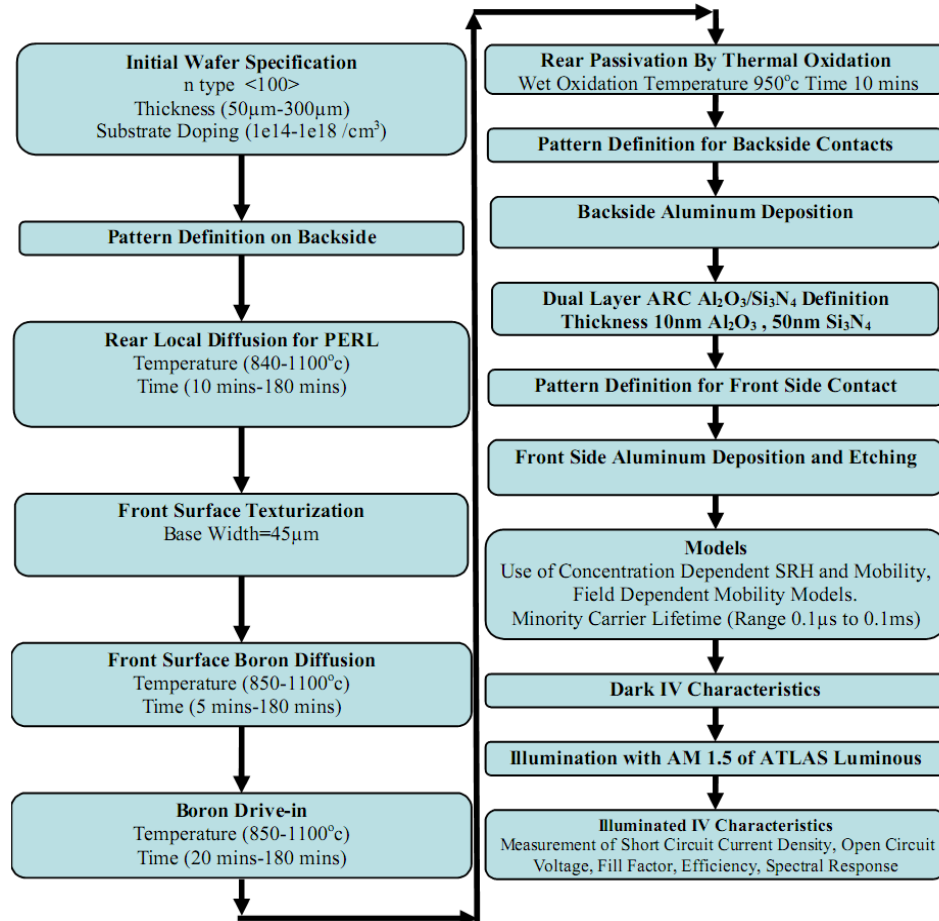 Initial Wafer Specification
n type <100>
Thickness (50µm-300µm)
Substrate Doping (1e14-1e18 /cm³)
Pattern Definition on Backside
Rear Local Diffusion for PERL
Temperature (840-1100°c)
Time (10 mins-180 mins)
Front Surface Texturization
Base Width=45µm
Front Surface Boron Diffusion
Temperature (850-1100°c)
Time (5 mins-180 mins)
Boron Drive-in
Temperature (850-1100°c)
Time (20 mins-180 mins)
Rear Passivation By Thermal Oxidation
Wet Oxidation Temperature 950°c Time 10 mins
Pattern Definition for Backside Contacts
Backside Aluminum Deposition
Dual Layer ARC Al₂O₃/Si₃N₄ Definition
Thickness 10nm Al₂O₃ , 50nm Si₃N₄
Pattern Definition for Front Side Contact
Front Side Aluminum Deposition and Etching
Models
Use of Concentration Dependent SRH and Mobility,
Field Dependent Mobility Models.
Minority Carrier Lifetime (Range 0.1µs to 0.1ms)
Dark IV Characteristics
Illumination with AM 1.5 of ATLAS Luminous
Illuminated IV Characteristics
Measurement of Short Circuit Current Density, Open Circuit
Voltage, Fill Factor, Efficiency, Spectral Response